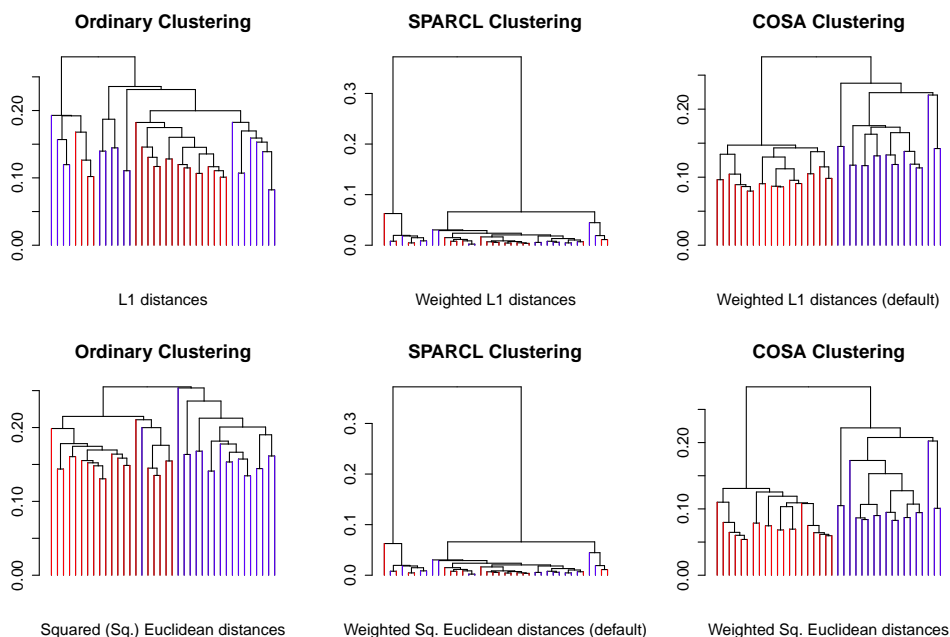 Ordinary Clustering
SPARCL Clustering
COSA Clustering
0.20
0.10
0.00
0.3
0.2
0.1
0.0
0.20
0.10
0.00
L1 distances
Weighted L1 distances
Weighted L1 distances (default)
Ordinary Clustering
SPARCL Clustering
COSA Clustering
0.20
0.10
0.00
0.3
0.2
0.1
0.0
0.20
0.10
0.00
Squared (Sq.) Euclidean distances
Weighted Sq. Euclidean distances (default)
Weighted Sq. Euclidean distances